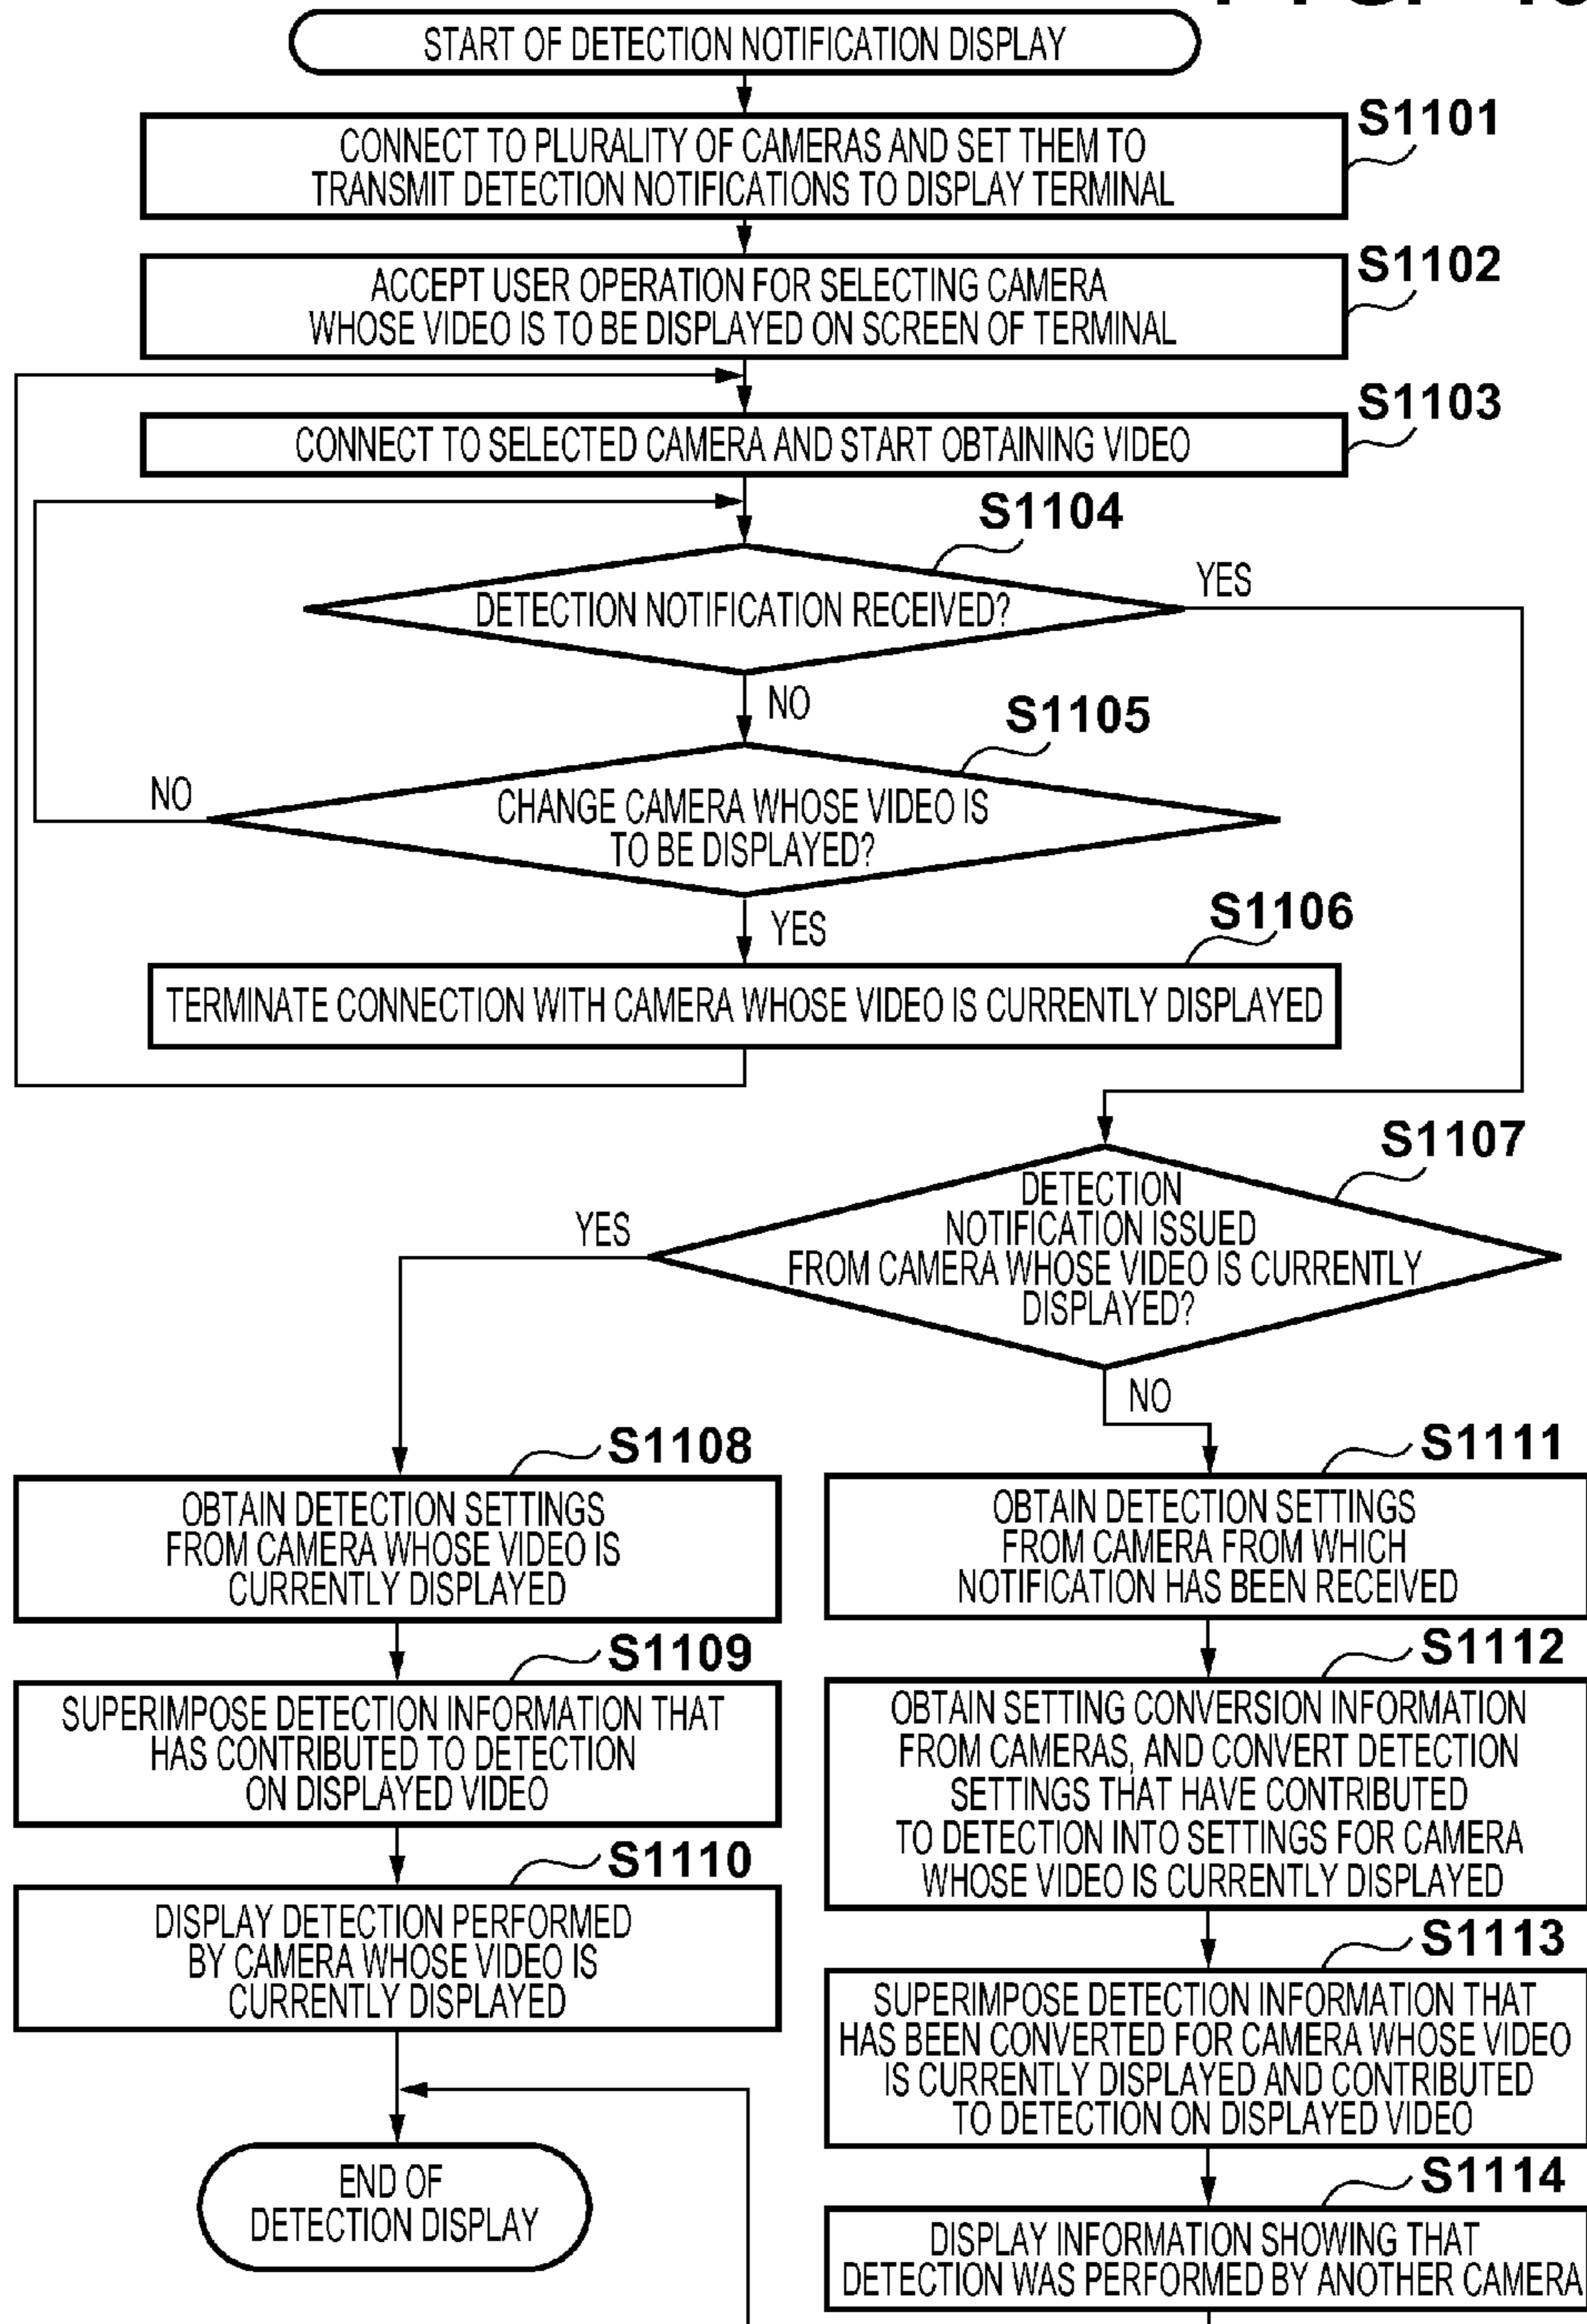 START OF DETECTION NOTIFICATION DISPLAY
S1101
CONNECT TO PLURALITY OF CAMERAS AND SET THEM TO
TRANSMIT DETECTION NOTIFICATIONS TO DISPLAY TERMINAL
S1102
ACCEPT USER OPERATION FOR SELECTING CAMERA
WHOSE VIDEO IS TO BE DISPLAYED ON SCREEN OF TERMINAL
S1103
CONNECT TO SELECTED CAMERA AND START OBTAINING VIDEO
S1104
YES
DETECTION NOTIFICATION RECEIVED?
NO
S1105
NO
CHANGE CAMERA WHOSE VIDEO IS
TO BE DISPLAYED?
YES
S1106
TERMINATE CONNECTION WITH CAMERA WHOSE VIDEO IS CURRENTLY DISPLAYED
S1107
YES
DETECTION
NOTIFICATION ISSUED
FROM CAMERA WHOSE VIDEO IS CURRENTLY
DISPLAYED?
NO
S1108
OBTAIN DETECTION SETTINGS
FROM CAMERA WHOSE VIDEO IS
CURRENTLY DISPLAYED
S1109
SUPERIMPOSE DETECTION INFORMATION THAT
HAS CONTRIBUTED TO DETECTION
ON DISPLAYED VIDEO
S1110
DISPLAY DETECTION PERFORMED
BY CAMERA WHOSE VIDEO IS
CURRENTLY DISPLAYED
END OF
DETECTION DISPLAY
S1111
OBTAIN DETECTION SETTINGS
FROM CAMERA FROM WHICH
NOTIFICATION HAS BEEN RECEIVED
S1112
OBTAIN SETTING CONVERSION INFORMATION
FROM CAMERAS, AND CONVERT DETECTION
SETTINGS THAT HAVE CONTRIBUTED
TO DETECTION INTO SETTINGS FOR CAMERA
WHOSE VIDEO IS CURRENTLY DISPLAYED
S1113
SUPERIMPOSE DETECTION INFORMATION THAT
HAS BEEN CONVERTED FOR CAMERA WHOSE VIDEO
IS CURRENTLY DISPLAYED AND CONTRIBUTED
TO DETECTION ON DISPLAYED VIDEO
S1114
DISPLAY INFORMATION SHOWING THAT
DETECTION WAS PERFORMED BY ANOTHER CAMERA